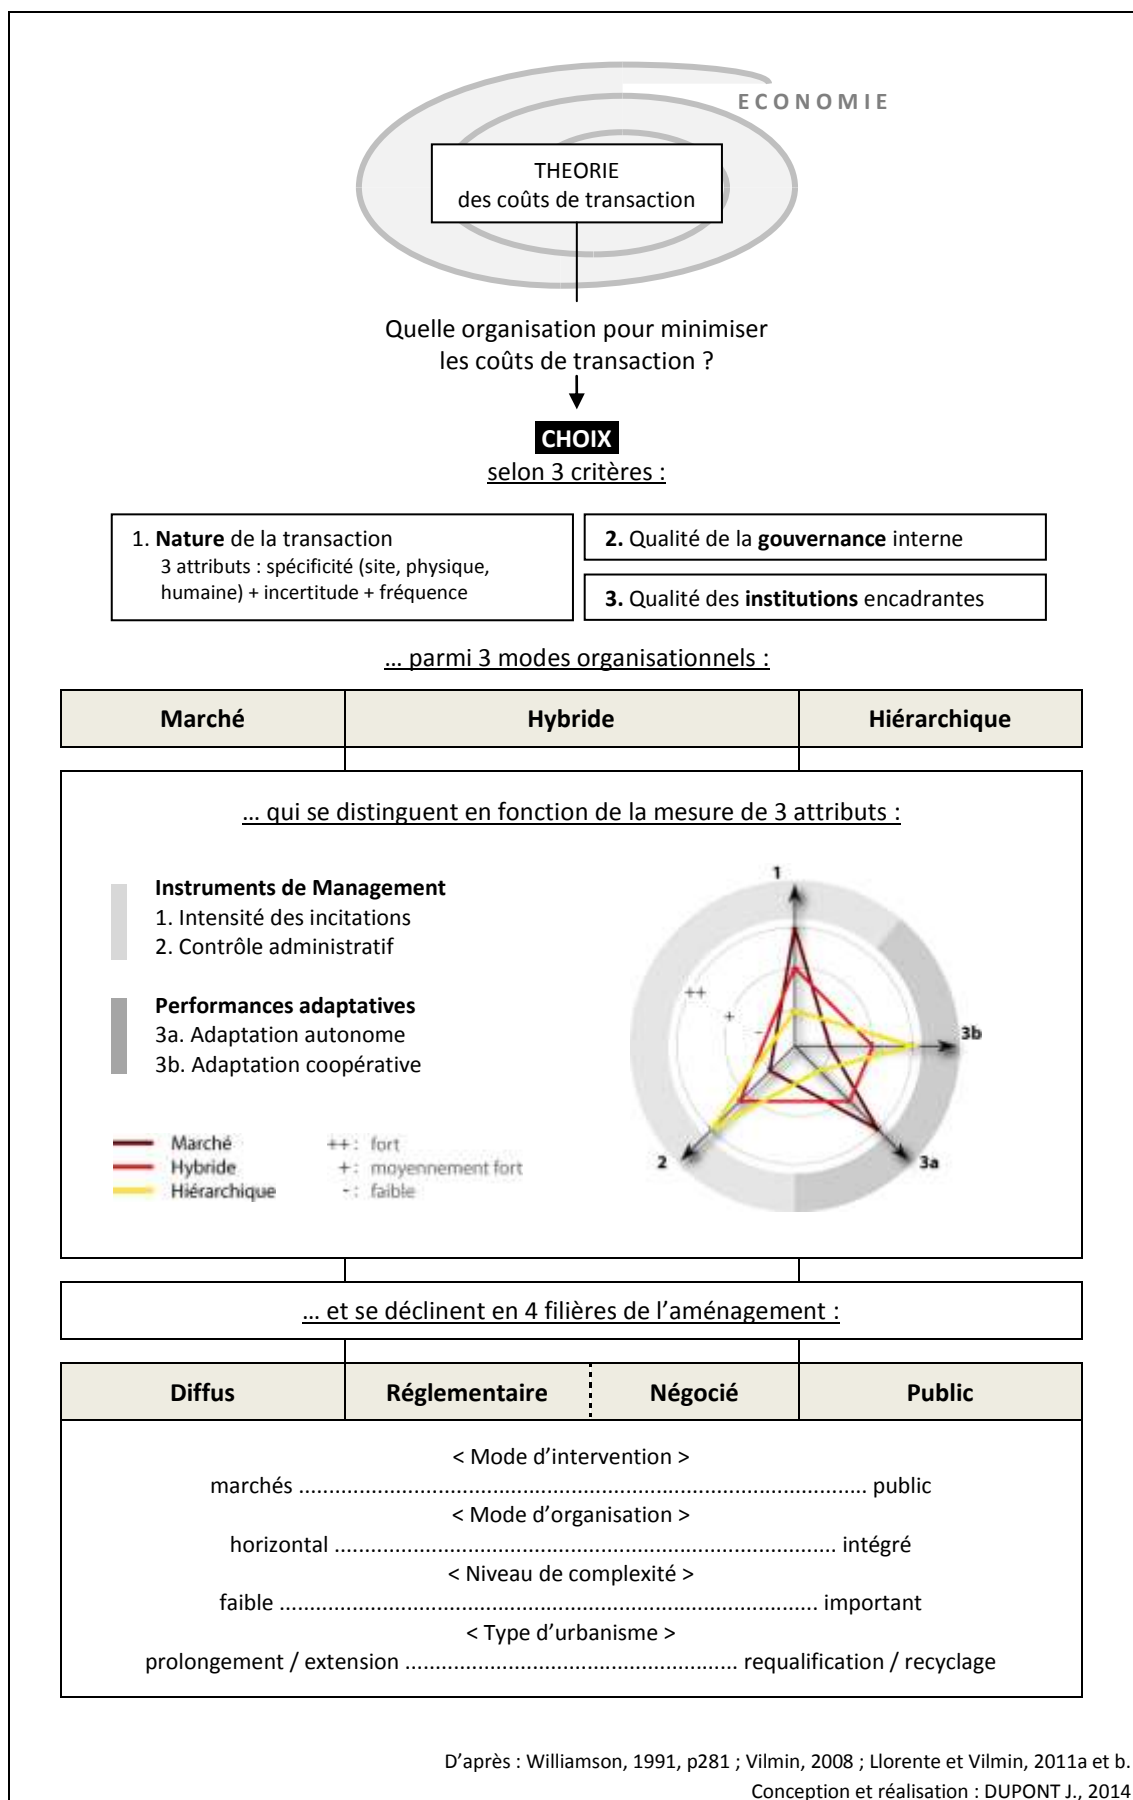 ECONOMIE
THEORIE
des coûts de transaction
Quelle organisation pour minimiser
les coûts de transaction ?
CHOIX
selon 3 critères :
1. Nature de la transaction
3 attributs : spécificité (site, physique,
humaine) + incertitude + fréquence
2. Qualité de la gouvernance interne
3. Qualité des institutions encadrantes
... parmi 3 modes organisationnels :
Marché
Hybride
Hiérarchique
... qui se distinguent en fonction de la mesure de 3 attributs :
Instruments de Management
1. Intensité des incitations
2. Contrôle administratif
Performances adaptatives
3a. Adaptation autonome
3b. Adaptation coopérative
Marché
Hybride
Hiérarchique
++ : fort
+ : moyennement fort
- : faible
1
++
+
-
3b
2
3a
... et se déclinent en 4 filières de l’aménagement :
Diffus
Réglementaire
Négocié
Public
< Mode d’intervention >
marchés ............................................................................................... public
< Mode d’organisation >
horizontal .................................................................................... intégré
< Niveau de complexité >
faible .......................................................................................... important
< Type d’urbanisme >
prolongement / extension ........................................................ requalification / recyclage
D’après : Williamson, 1991, p281 ; Vilmin, 2008 ; Llorente et Vilmin, 2011a et b.
Conception et réalisation : DUPONT J., 2014